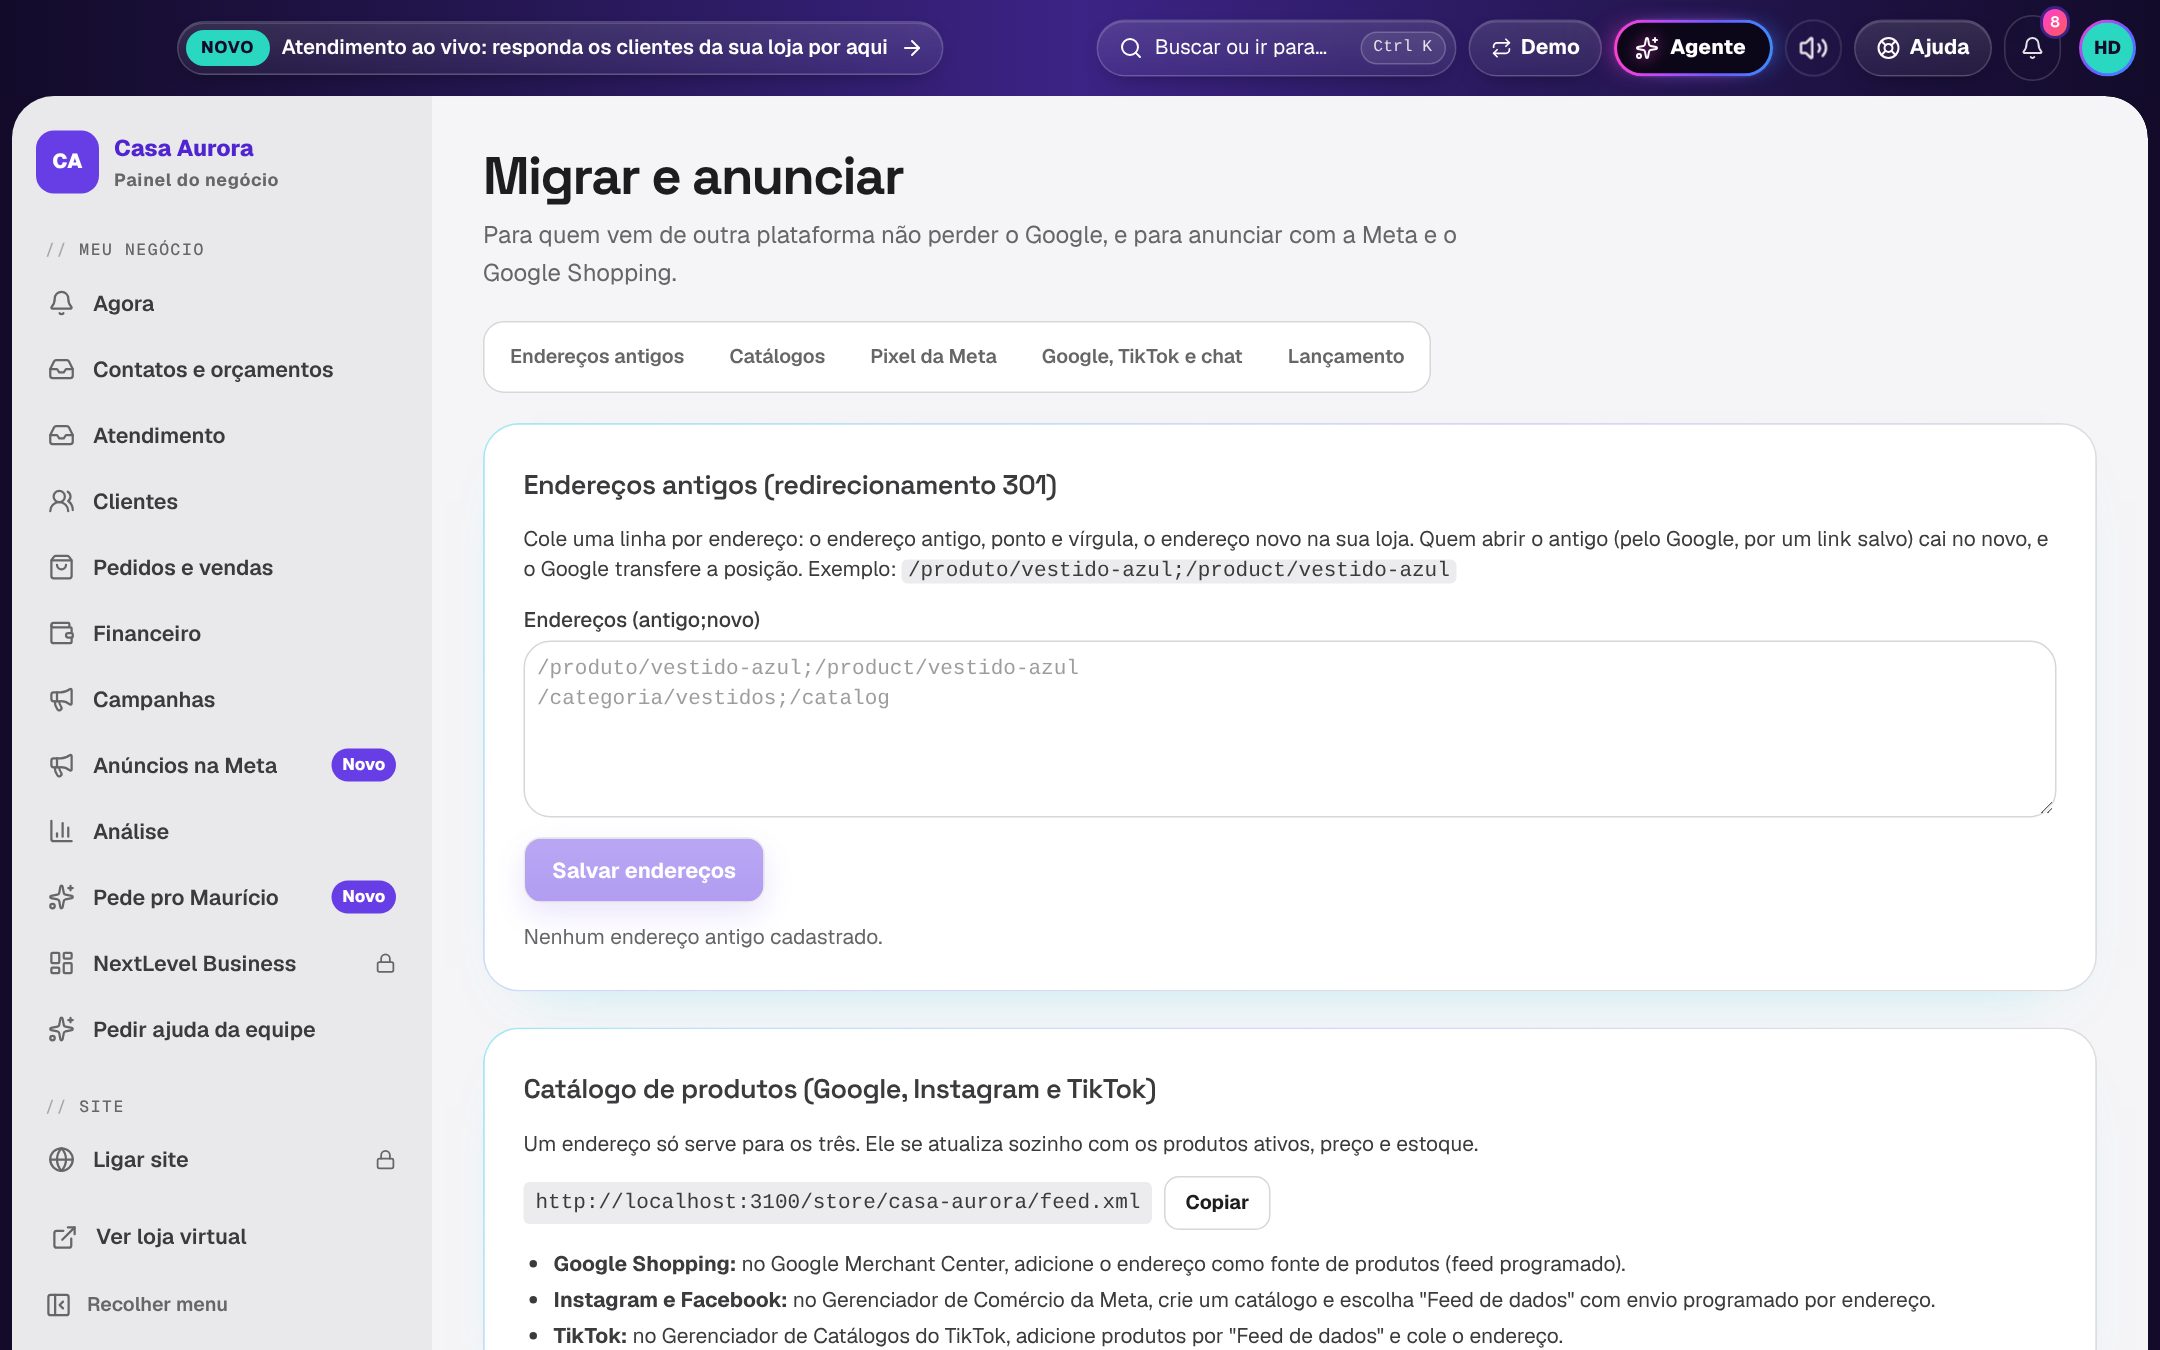 NOVO Atendimento ao vivo: responda os clientes da sua loja por aqui →
Buscar ou ir para... Ctrl K
Demo
Agente
Ajuda
8
HD
CA
Casa Aurora
Painel do negócio
// MEU NEGÓCIO
Agora
Contatos e orçamentos
Atendimento
Clientes
Pedidos e vendas
Financeiro
Campanhas
Anúncios na Meta Novo
Análise
Pede pro Maurício Novo
NextLevel Business
Pedir ajuda da equipe
// SITE
Ligar site
Ver loja virtual
Recolher menu
Migrar e anunciar
Para quem vem de outra plataforma não perder o Google, e para anunciar com a Meta e o
Google Shopping.
Endereços antigos Catálogos Pixel da Meta Google, TikTok e chat Lançamento
Endereços antigos (redirecionamento 301)
Cole uma linha por endereço: o endereço antigo, ponto e vírgula, o endereço novo na sua loja. Quem abrir o antigo (pelo Google, por um link salvo) cai no novo, e
o Google transfere a posição. Exemplo: /produto/vestido-azul;/product/vestido-azul
Endereços (antigo;novo)
/produto/vestido-azul;/product/vestido-azul
/categoria/vestidos;/catalog
Salvar endereços
Nenhum endereço antigo cadastrado.
Catálogo de produtos (Google, Instagram e TikTok)
Um endereço só serve para os três. Ele se atualiza sozinho com os produtos ativos, preço e estoque.
http://localhost:3100/store/casa-aurora/feed.xml Copiar
• Google Shopping: no Google Merchant Center, adicione o endereço como fonte de produtos (feed programado).
• Instagram e Facebook: no Gerenciador de Comércio da Meta, crie um catálogo e escolha "Feed de dados" com envio programado por endereço.
• TikTok: no Gerenciador de Catálogos do TikTok, adicione produtos por "Feed de dados" e cole o endereço.